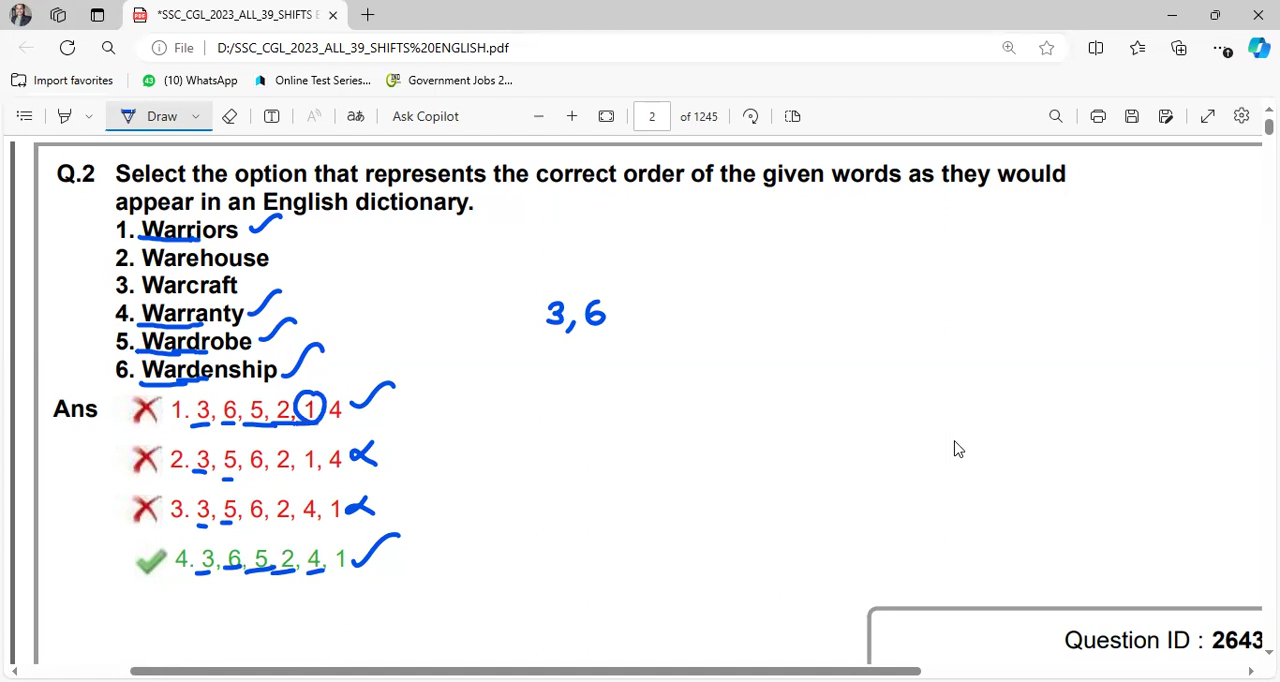 *SSC_CGL_2023_ALL_39_SHIFTS E
File D:/SSC_CGL_2023_ALL_39_SHIFTS%20ENGLISH.pdf
Import favorites (10) WhatsApp Online Test Series... Government Jobs 2...
Draw aあ Ask Copilot 2 of 1245
Q.2 Select the option that represents the correct order of the given words as they would
appear in an English dictionary.
1. Warriors
2. Warehouse
3. Warcraft
4. Warranty
5. Wardrobe
6. Wardenship
3, 6
Ans 1. 3, 6, 5, 2, 1, 4
2. 3, 5, 6, 2, 1, 4
3. 3, 5, 6, 2, 4, 1
4. 3, 6, 5, 2, 4, 1
Question ID : 2643